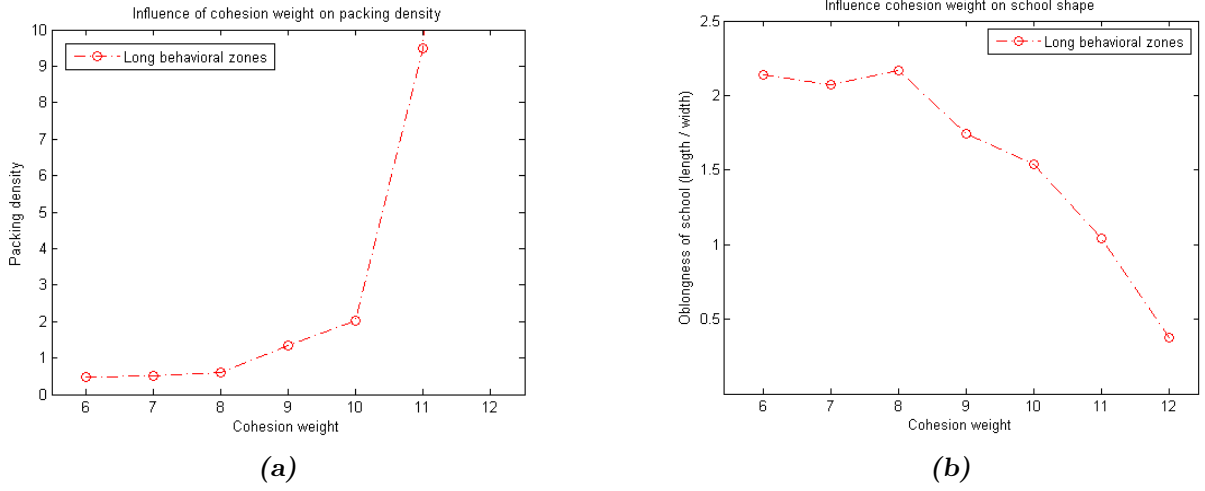 Influence of cohesion weight on packing density
10
9
8
7
6
5
4
3
2
1
0
Packing density
Long behavioral zones
6 7 8 9 10 11 12
Cohesion weight
(a)
Influence cohesion weight on school shape
2.5
2
1.5
1
0.5
Oblongness of school (length / width)
Long behavioral zones
6 7 8 9 10 11 12
Cohesion weight
(b)